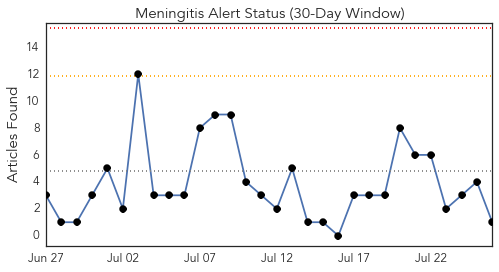 Meningitis Alert Status (30-Day Window)
Articles Found
14
12
10
8
6
4
2
0
Jun 27 Jul 02 Jul 07 Jul 12 Jul 17 Jul 22